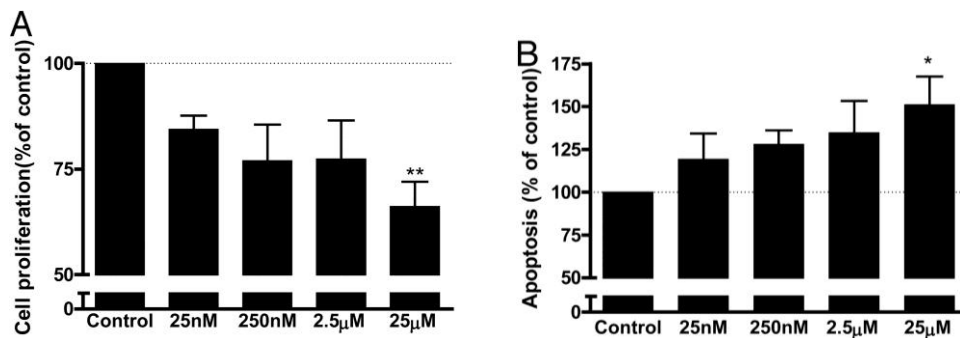 A
Cell proliferation(%of control)
100
75
50
0
**
Control 25nM 250nM 2.5μM 25μM
B
Apoptosis (% of control)
175
150
125
100
75
50
0
*
Control 25nM 250nM 2.5μM 25μM